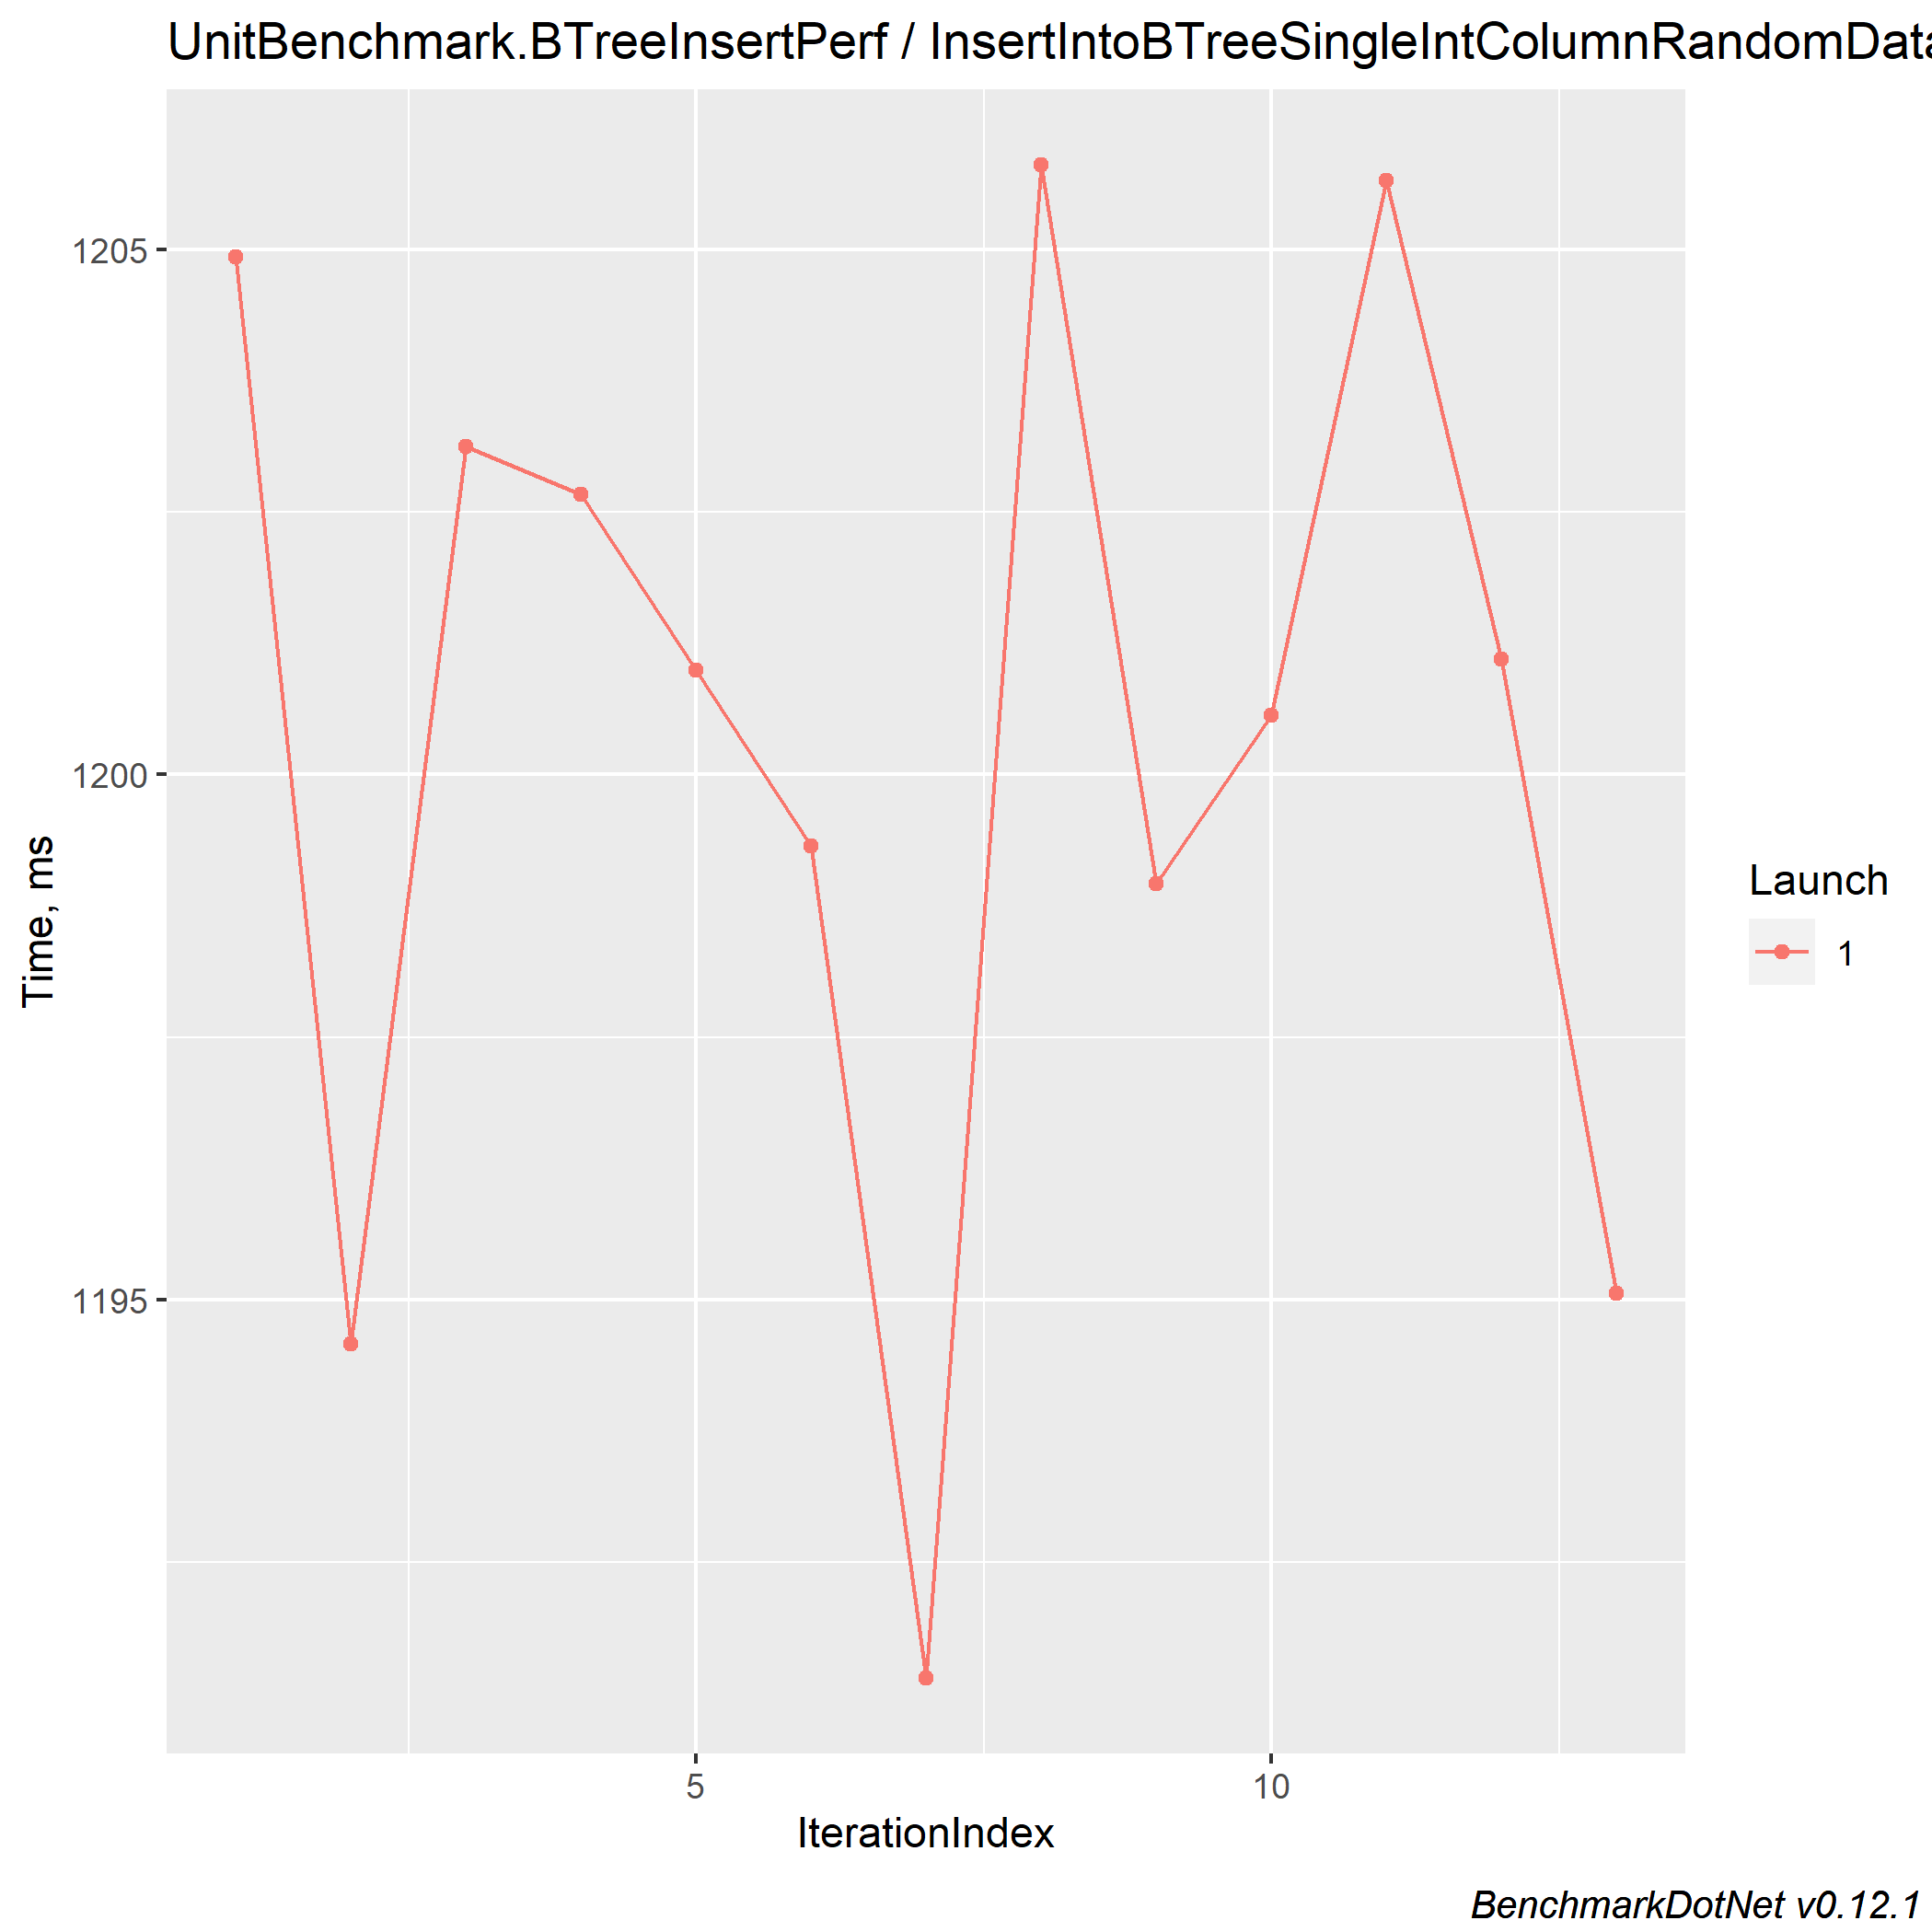 UnitBenchmark.BTreeInsertPerf / InsertIntoBTreeSingleIntColumnRandomData
1205
1200
1195
Time, ms
5
10
IterationIndex
Launch
1
BenchmarkDotNet v0.12.1